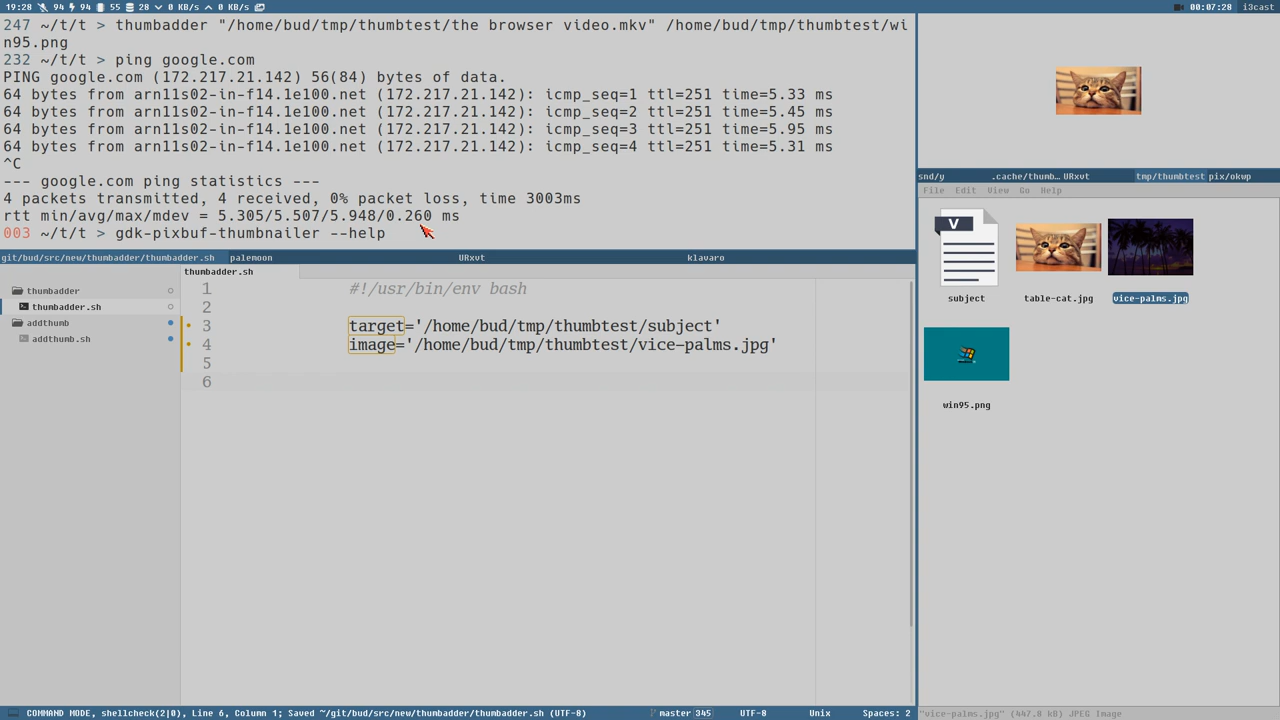 19:28 94 94 55 28 0 KB/s 0 KB/s
00:07:28 i3cast
247 ~/t/t > thumbadder "/home/bud/tmp/thumbtest/the browser video.mkv" /home/bud/tmp/thumbtest/wi
n95.png
232 ~/t/t > ping google.com
PING google.com (172.217.21.142) 56(84) bytes of data.
64 bytes from arn11s02-in-f14.1e100.net (172.217.21.142): icmp_seq=1 ttl=251 time=5.33 ms
64 bytes from arn11s02-in-f14.1e100.net (172.217.21.142): icmp_seq=2 ttl=251 time=5.45 ms
64 bytes from arn11s02-in-f14.1e100.net (172.217.21.142): icmp_seq=3 ttl=251 time=5.95 ms
64 bytes from arn11s02-in-f14.1e100.net (172.217.21.142): icmp_seq=4 ttl=251 time=5.31 ms
^C
--- google.com ping statistics ---
4 packets transmitted, 4 received, 0% packet loss, time 3003ms
rtt min/avg/max/mdev = 5.305/5.507/5.948/0.260 ms
003 ~/t/t > gdk-pixbuf-thumbnailer --help
git/bud/src/new/thumbadder/thumbadder.sh palemoon URxvt klavaro
thumbadder.sh
thumbadder
thumbadder.sh
addthumb
addthumb.sh
1 #!/usr/bin/env bash
2
3 target='/home/bud/tmp/thumbtest/subject'
4 image='/home/bud/tmp/thumbtest/vice-palms.jpg'
5
6
COMMAND MODE, shellcheck(2|0), Line 6, Column 1; Saved ~/git/bud/src/new/thumbadder/thumbadder.sh (UTF-8) master 345 UTF-8 Unix Spaces: 2
snd/y .cache/thumb… URxvt tmp/thumbtest pix/okwp
File Edit View Go Help
V
subject table-cat.jpg vice-palms.jpg
win95.png
"vice-palms.jpg" (447.8 kB) JPEG Image